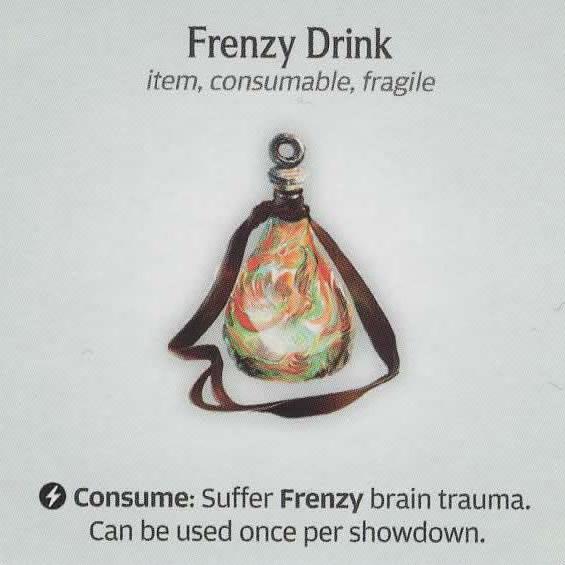 Frenzy Drink
item, consumable, fragile
Consume: Suffer Frenzy brain trauma.
Can be used once per showdown.